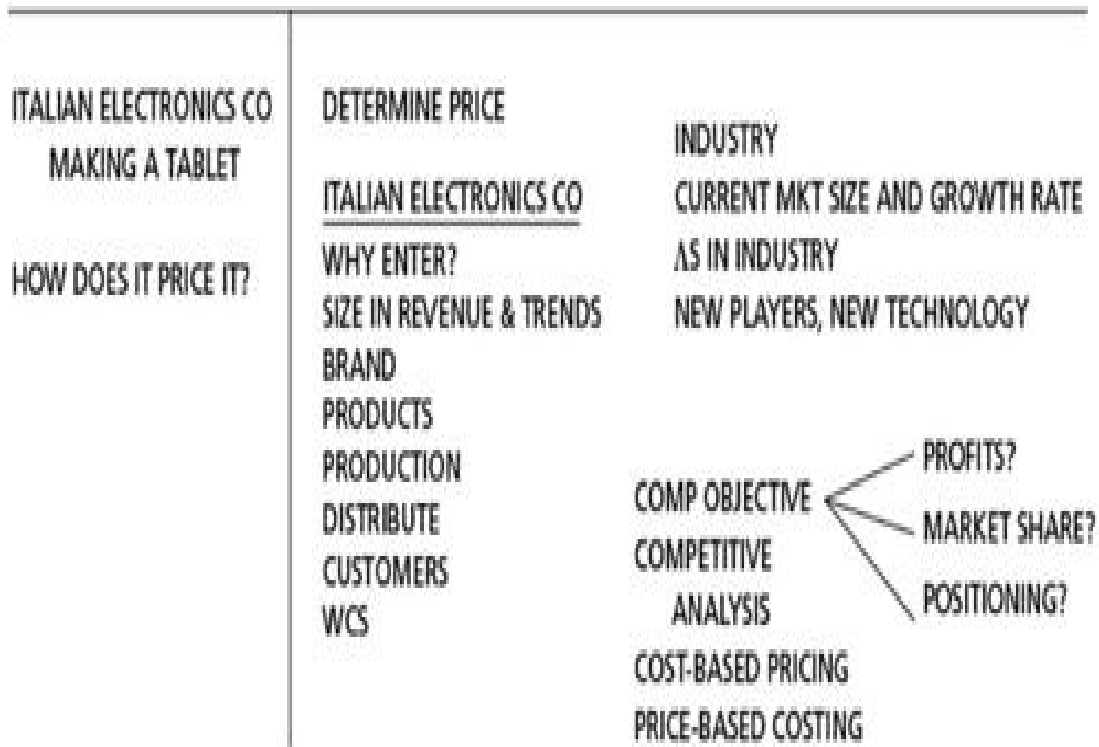 ITALIAN ELECTRONICS CO
MAKING A TABLET
HOW DOES IT PRICE IT?
DETERMINE PRICE
ITALIAN ELECTRONICS CO
WHY ENTER?
SIZE IN REVENUE & TRENDS
BRAND
PRODUCTS
PRODUCTION
DISTRIBUTE
CUSTOMERS
WCS
INDUSTRY
CURRENT MKT SIZE AND GROWTH RATE
ΔS IN INDUSTRY
NEW PLAYERS, NEW TECHNOLOGY
COMP OBJECTIVE
PROFITS?
MARKET SHARE?
POSITIONING?
COMPETITIVE
ANALYSIS
COST-BASED PRICING
PRICE-BASED COSTING